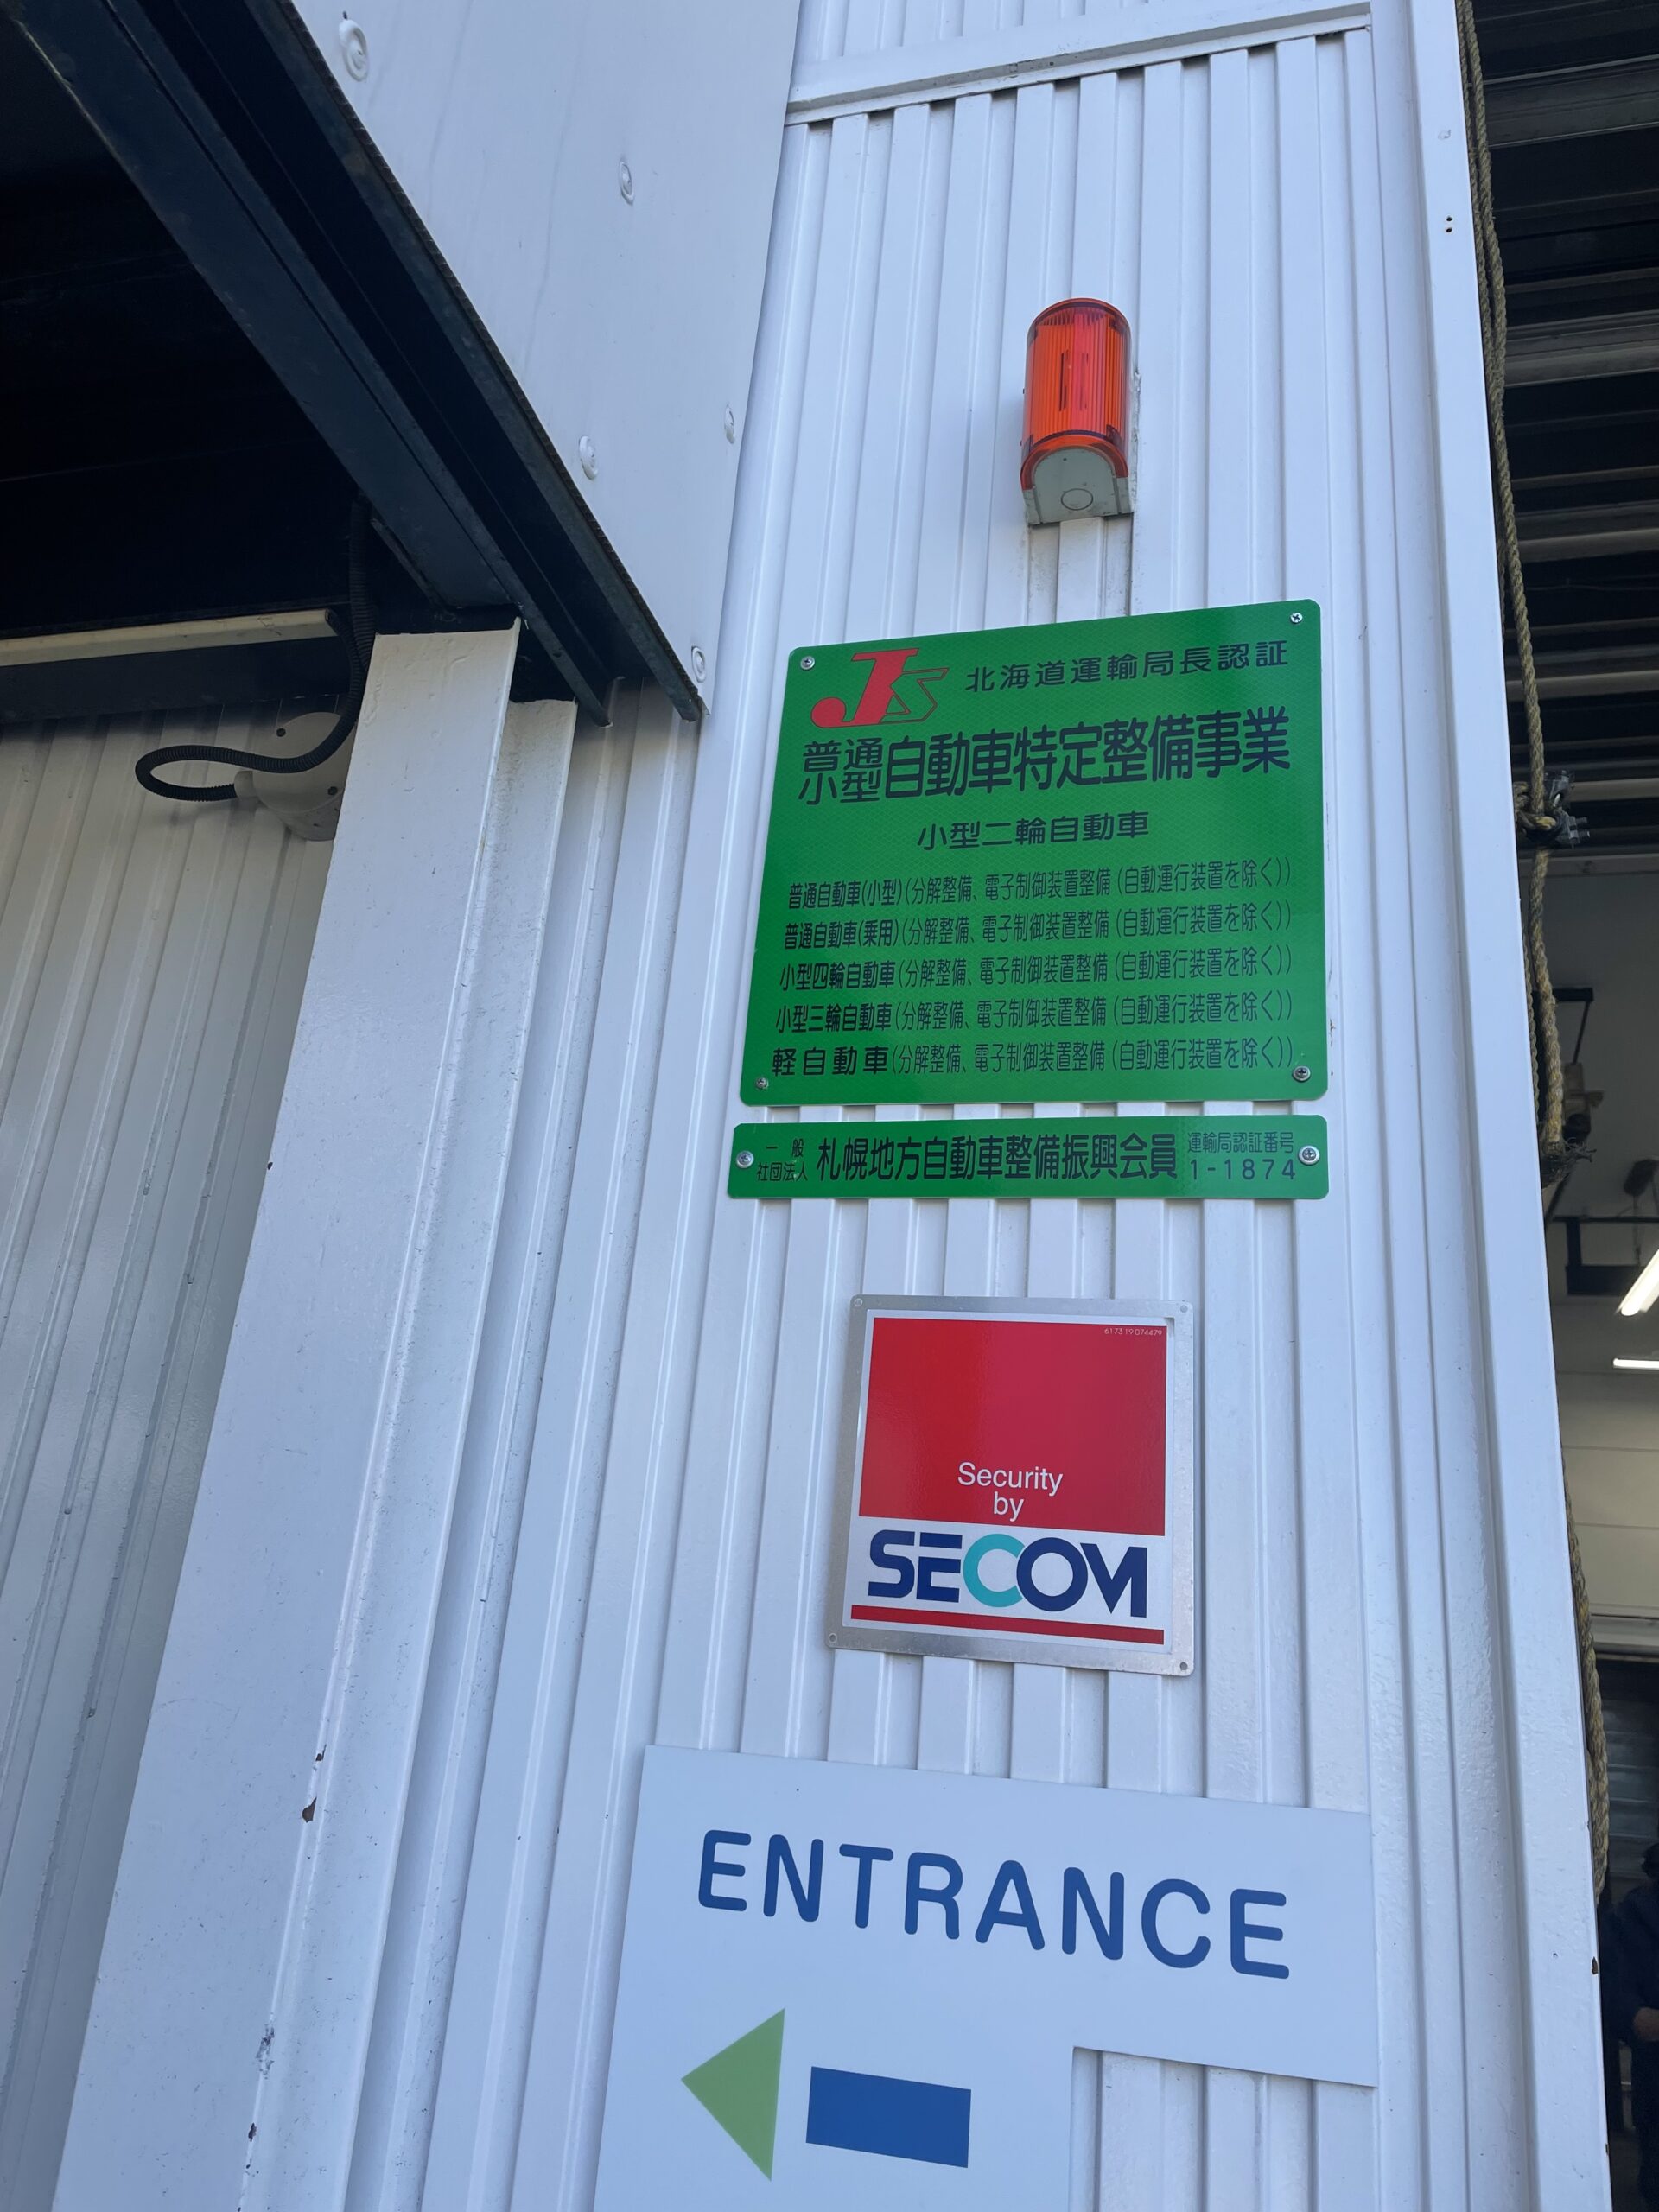 JS 北海道運輸局長認証
普通
小型 自動車特定整備事業
小型二輪自動車
普通自動車(小型)(分解整備、電子制御装置整備(自動運行装置を除く))
普通自動車(乗用)(分解整備、電子制御装置整備(自動運行装置を除く))
小型四輪自動車(分解整備、電子制御装置整備(自動運行装置を除く))
小型三輪自動車(分解整備、電子制御装置整備(自動運行装置を除く))
軽自動車(分解整備、電子制御装置整備(自動運行装置を除く))
一般
社団法人 札幌地方自動車整備振興会員 運輸局認証番号
1-1874
6173 19 074479
Security
by
SECOM
ENTRANCE